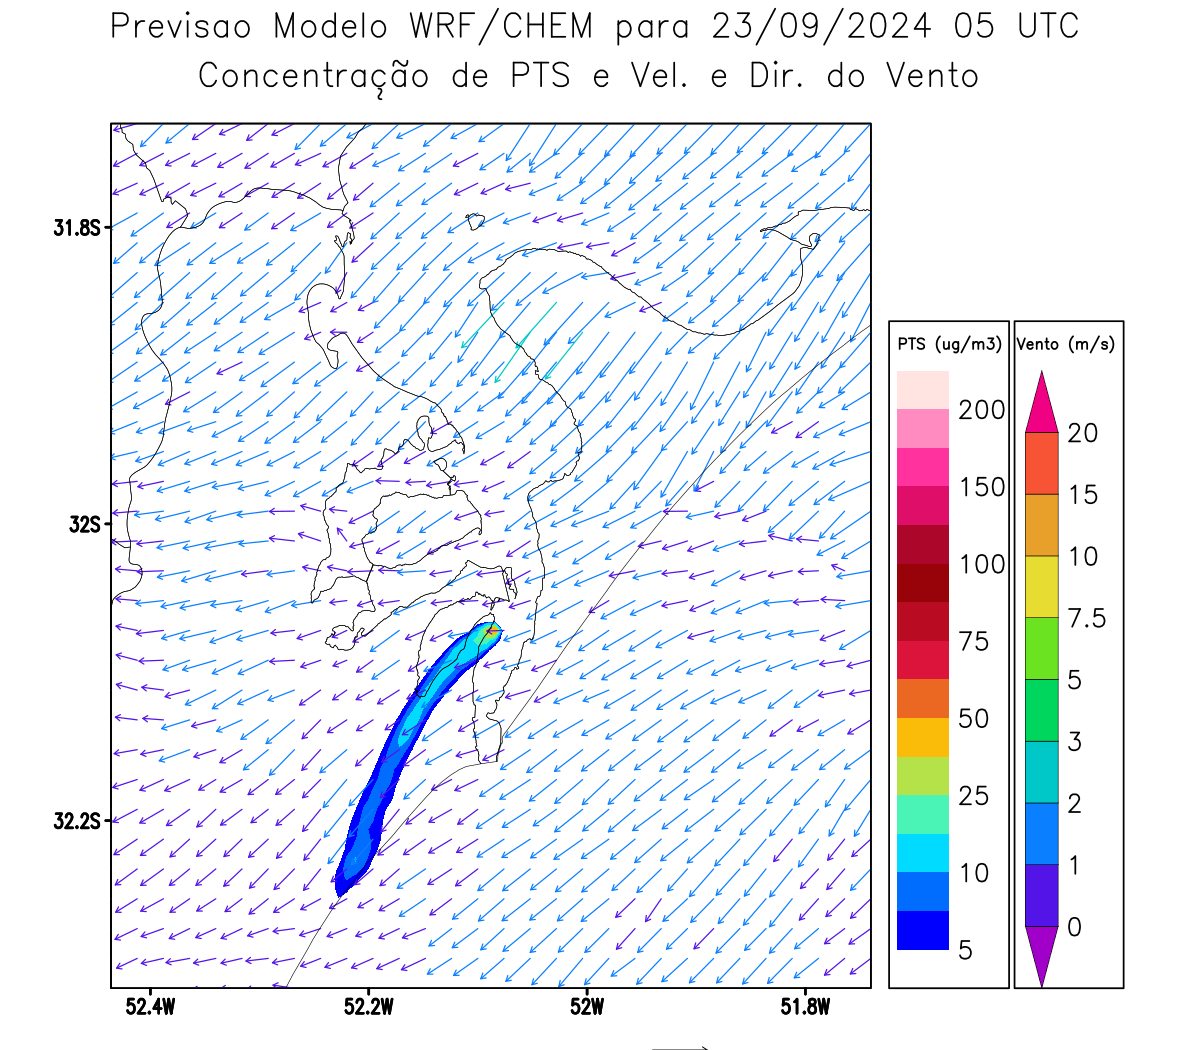 Previsao Modelo WRF/CHEM para 23/09/2024 05 UTC
Concentração de PTS e Vel. e Dir. do Vento
31.8S
32S
32.2S
52.4W
52.2W
52W
51.8W
PTS (ug/m3)
200
150
100
75
50
25
10
5
Vento (m/s)
20
15
10
7.5
5
3
2
1
0